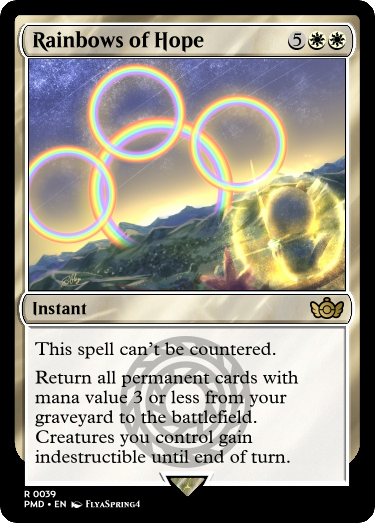 Rainbows of Hope 5
Instant
This spell can't be countered.
Return all permanent cards with
mana value 3 or less from your
graveyard to the battlefield.
Creatures you control gain
indestructible until end of turn.
R 0039
PMD • EN FlyaSpring4